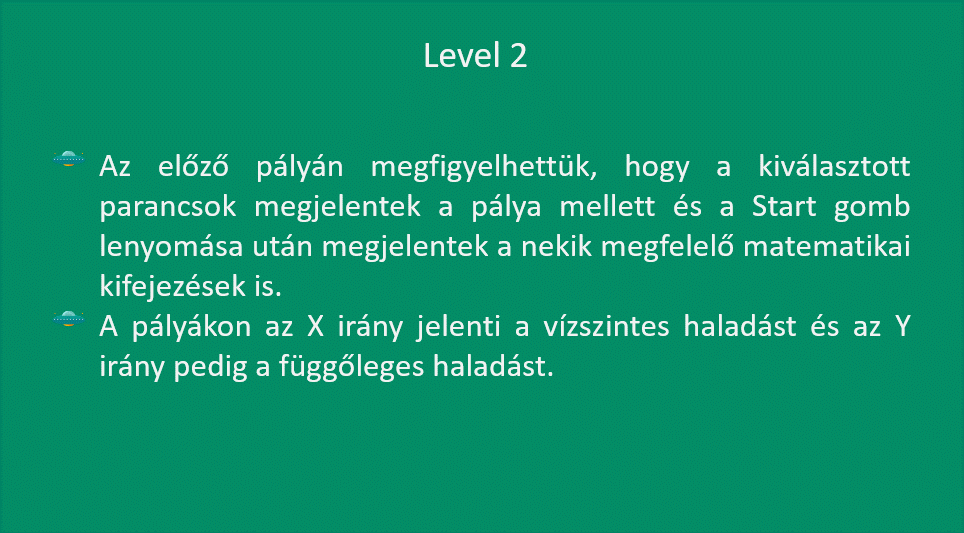 Level 2
Az előző pályán megfigyelhettük, hogy a kiválasztott
parancsok megjelentek a pálya mellett és a Start gomb
lenyomása után megjelentek a nekik megfelelő matematikai
kifejezések is.
A pályákon az X irány jelenti a vízszintes haladást és az Y
irány pedig a függőleges haladást.